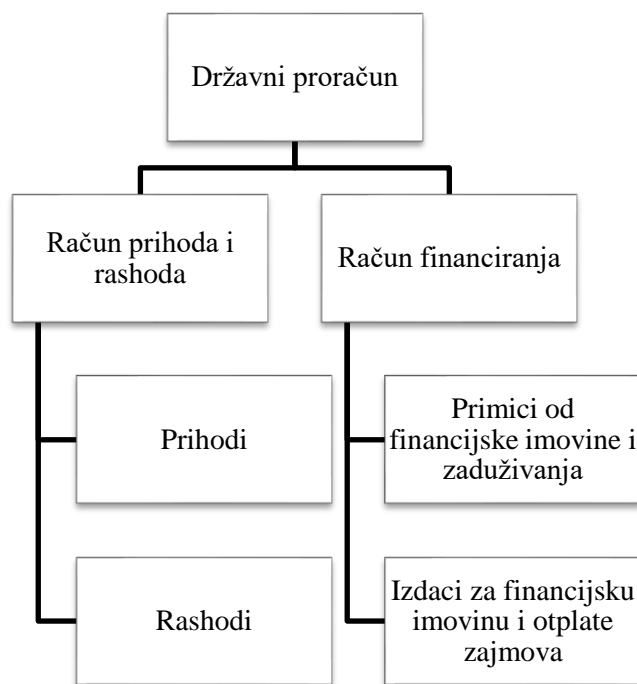 Državni proračun
Račun prihoda i
rashoda
Račun financiranja
Prihodi
Primici od
financijske imovine i
zaduživanja
Rashodi
Izdaci za financijsku
imovinu i otplate
zajmova